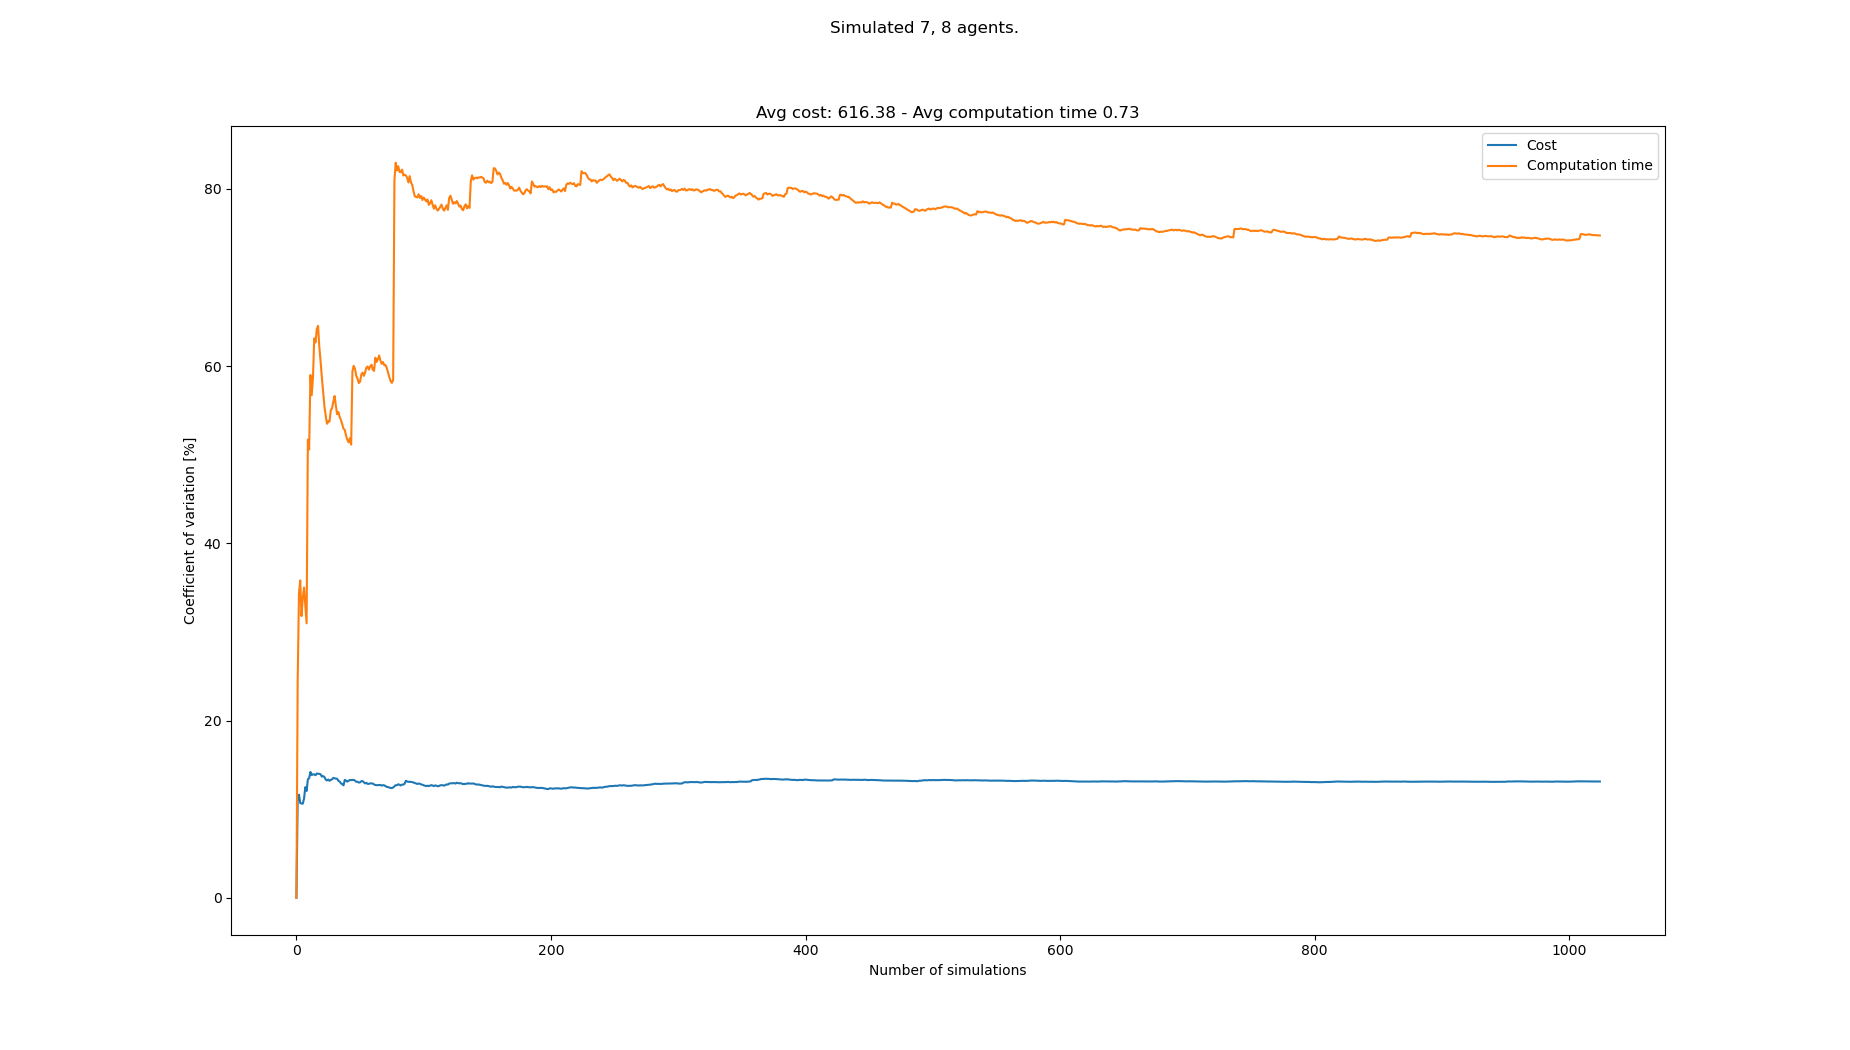 Simulated 7, 8 agents.
Avg cost: 616.38 - Avg computation time 0.73
Cost
Computation time
80
60
40
20
0
Coefficient of variation [%]
0 200 400 600 800 1000
Number of simulations